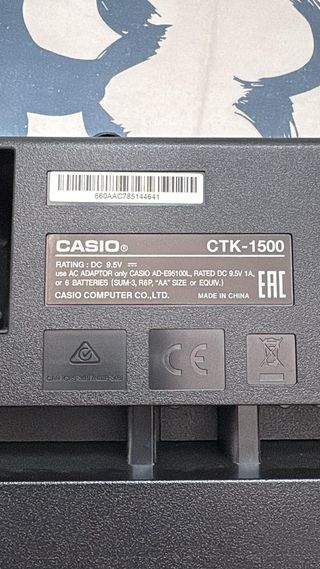 860AAC785144641
CASIO® CTK-1500
RATING : DC 9.5V ⎓
use AC ADAPTOR only CASIO AD-E95100L, RATED DC 9.5V 1A,
or 6 BATTERIES (SUM-3, R6P, "AA" SIZE or EQUIV.)
CASIO COMPUTER CO.,LTD. MADE IN CHINA
EAC
CE